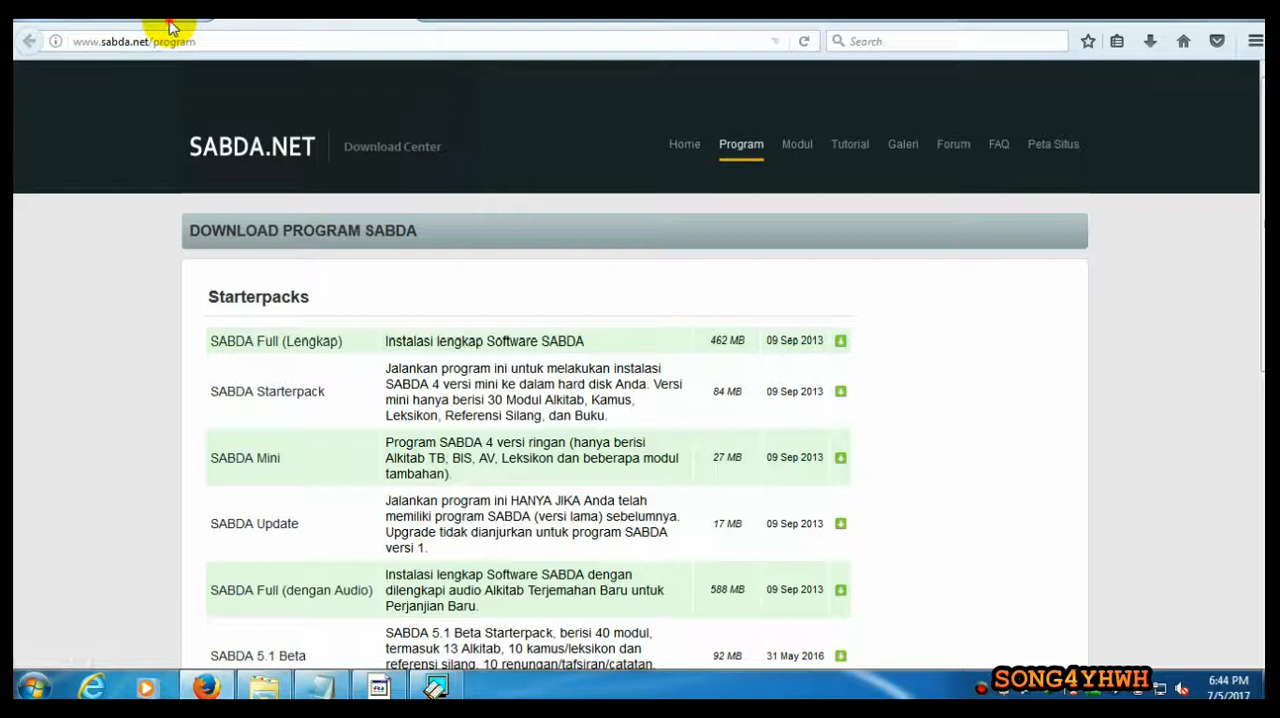 www.sabda.net/program
Search
SABDA.NET
Download Center
Home Program Modul Tutorial Galeri Forum FAQ Peta Situs
DOWNLOAD PROGRAM SABDA
Starterpacks
SABDA Full (Lengkap) Instalasi lengkap Software SABDA 462 MB 09 Sep 2013
Jalankan program ini untuk melakukan instalasi
SABDA 4 versi mini ke dalam hard disk Anda. Versi
SABDA Starterpack 84 MB 09 Sep 2013
mini hanya berisi 30 Modul Alkitab, Kamus,
Leksikon, Referensi Silang, dan Buku.
Program SABDA 4 versi ringan (hanya berisi
SABDA Mini Alkitab TB, BIS, AV, Leksikon dan beberapa modul 27 MB 09 Sep 2013
tambahan).
Jalankan program ini HANYA JIKA Anda telah
memiliki program SABDA (versi lama) sebelumnya.
SABDA Update 17 MB 09 Sep 2013
Upgrade tidak dianjurkan untuk program SABDA
versi 1.
Instalasi lengkap Software SABDA dengan
SABDA Full (dengan Audio) dilengkapi audio Alkitab Terjemahan Baru untuk 588 MB 09 Sep 2013
Perjanjian Baru.
SABDA 5.1 Beta Starterpack, berisi 40 modul,
SABDA 5.1 Beta termasuk 13 Alkitab, 10 kamus/leksikon dan 92 MB 31 May 2016
referensi silang, 10 renungan/tafsiran/catatan,
SONG4YHWH
6:44 PM
7/5/2017